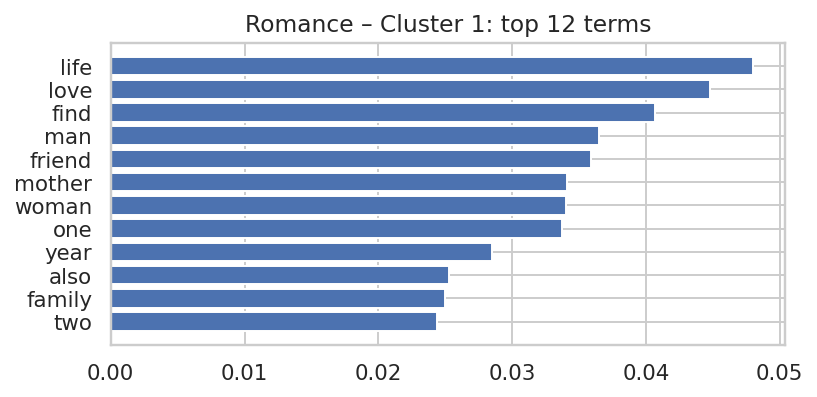 Romance – Cluster 1: top 12 terms
life
love
find
man
friend
mother
woman
one
year
also
family
two
0.00 0.01 0.02 0.03 0.04 0.05